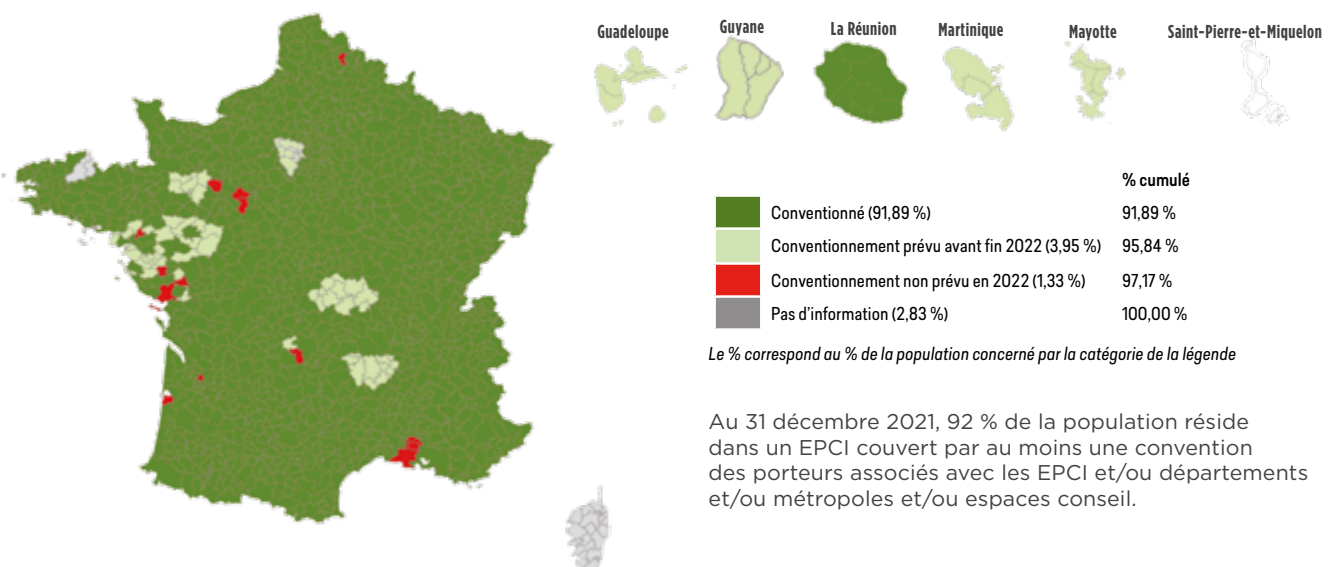 Guadeloupe Guyane La Réunion Martinique Mayotte Saint-Pierre-et-Miquelon
% cumulé
Conventionné (91,89 %) 91,89 %
Conventionnement prévu avant fin 2022 (3,95 %) 95,84 %
Conventionnement non prévu en 2022 (1,33 %) 97,17 %
Pas d'information (2,83 %) 100,00 %
Le % correspond au % de la population concerné par la catégorie de la légende
Au 31 décembre 2021, 92 % de la population réside
dans un EPCI couvert par au moins une convention
des porteurs associés avec les EPCI et/ou départements
et/ou métropoles et/ou espaces conseil.